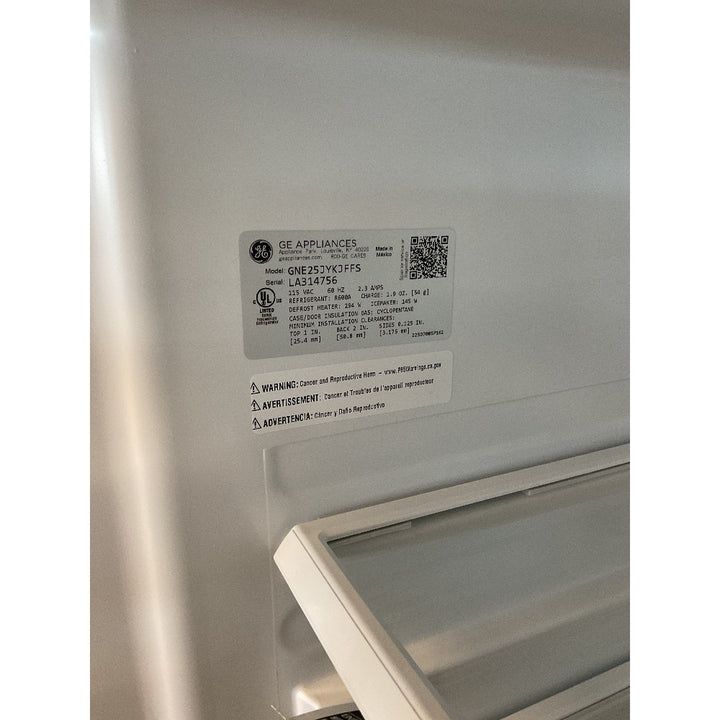 GE APPLIANCES
Appliance Park, Louisville, KY 40225
geappliances.com 800-GE CARES
Made in
México
Model: GNE25JYKJFFS
Serial: LA314756
115 VAC 60 HZ 2.3 AMPS
REFRIGERANT: R600A CHARGE: 1.9 OZ. [54 g]
DEFROST HEATER: 294 W ICEMAKER: 145 W
CASE/DOOR INSULATION GAS: CYCLOPENTANE
MINIMUM INSTALLATION CLEARANCES:
TOP 1 IN. BACK 2 IN. SIDES 0.125 IN.
[25.4 mm] [50.8 mm] [3.175 mm]
UL
LISTED
WARNING: Cancer and Reproductive Harm - www.P65Warnings.ca.gov
AVERTISSEMENT: Cancer et Troubles de l'appareil reproducteur
ADVERTENCIA: Cáncer y Daño Reproductivo